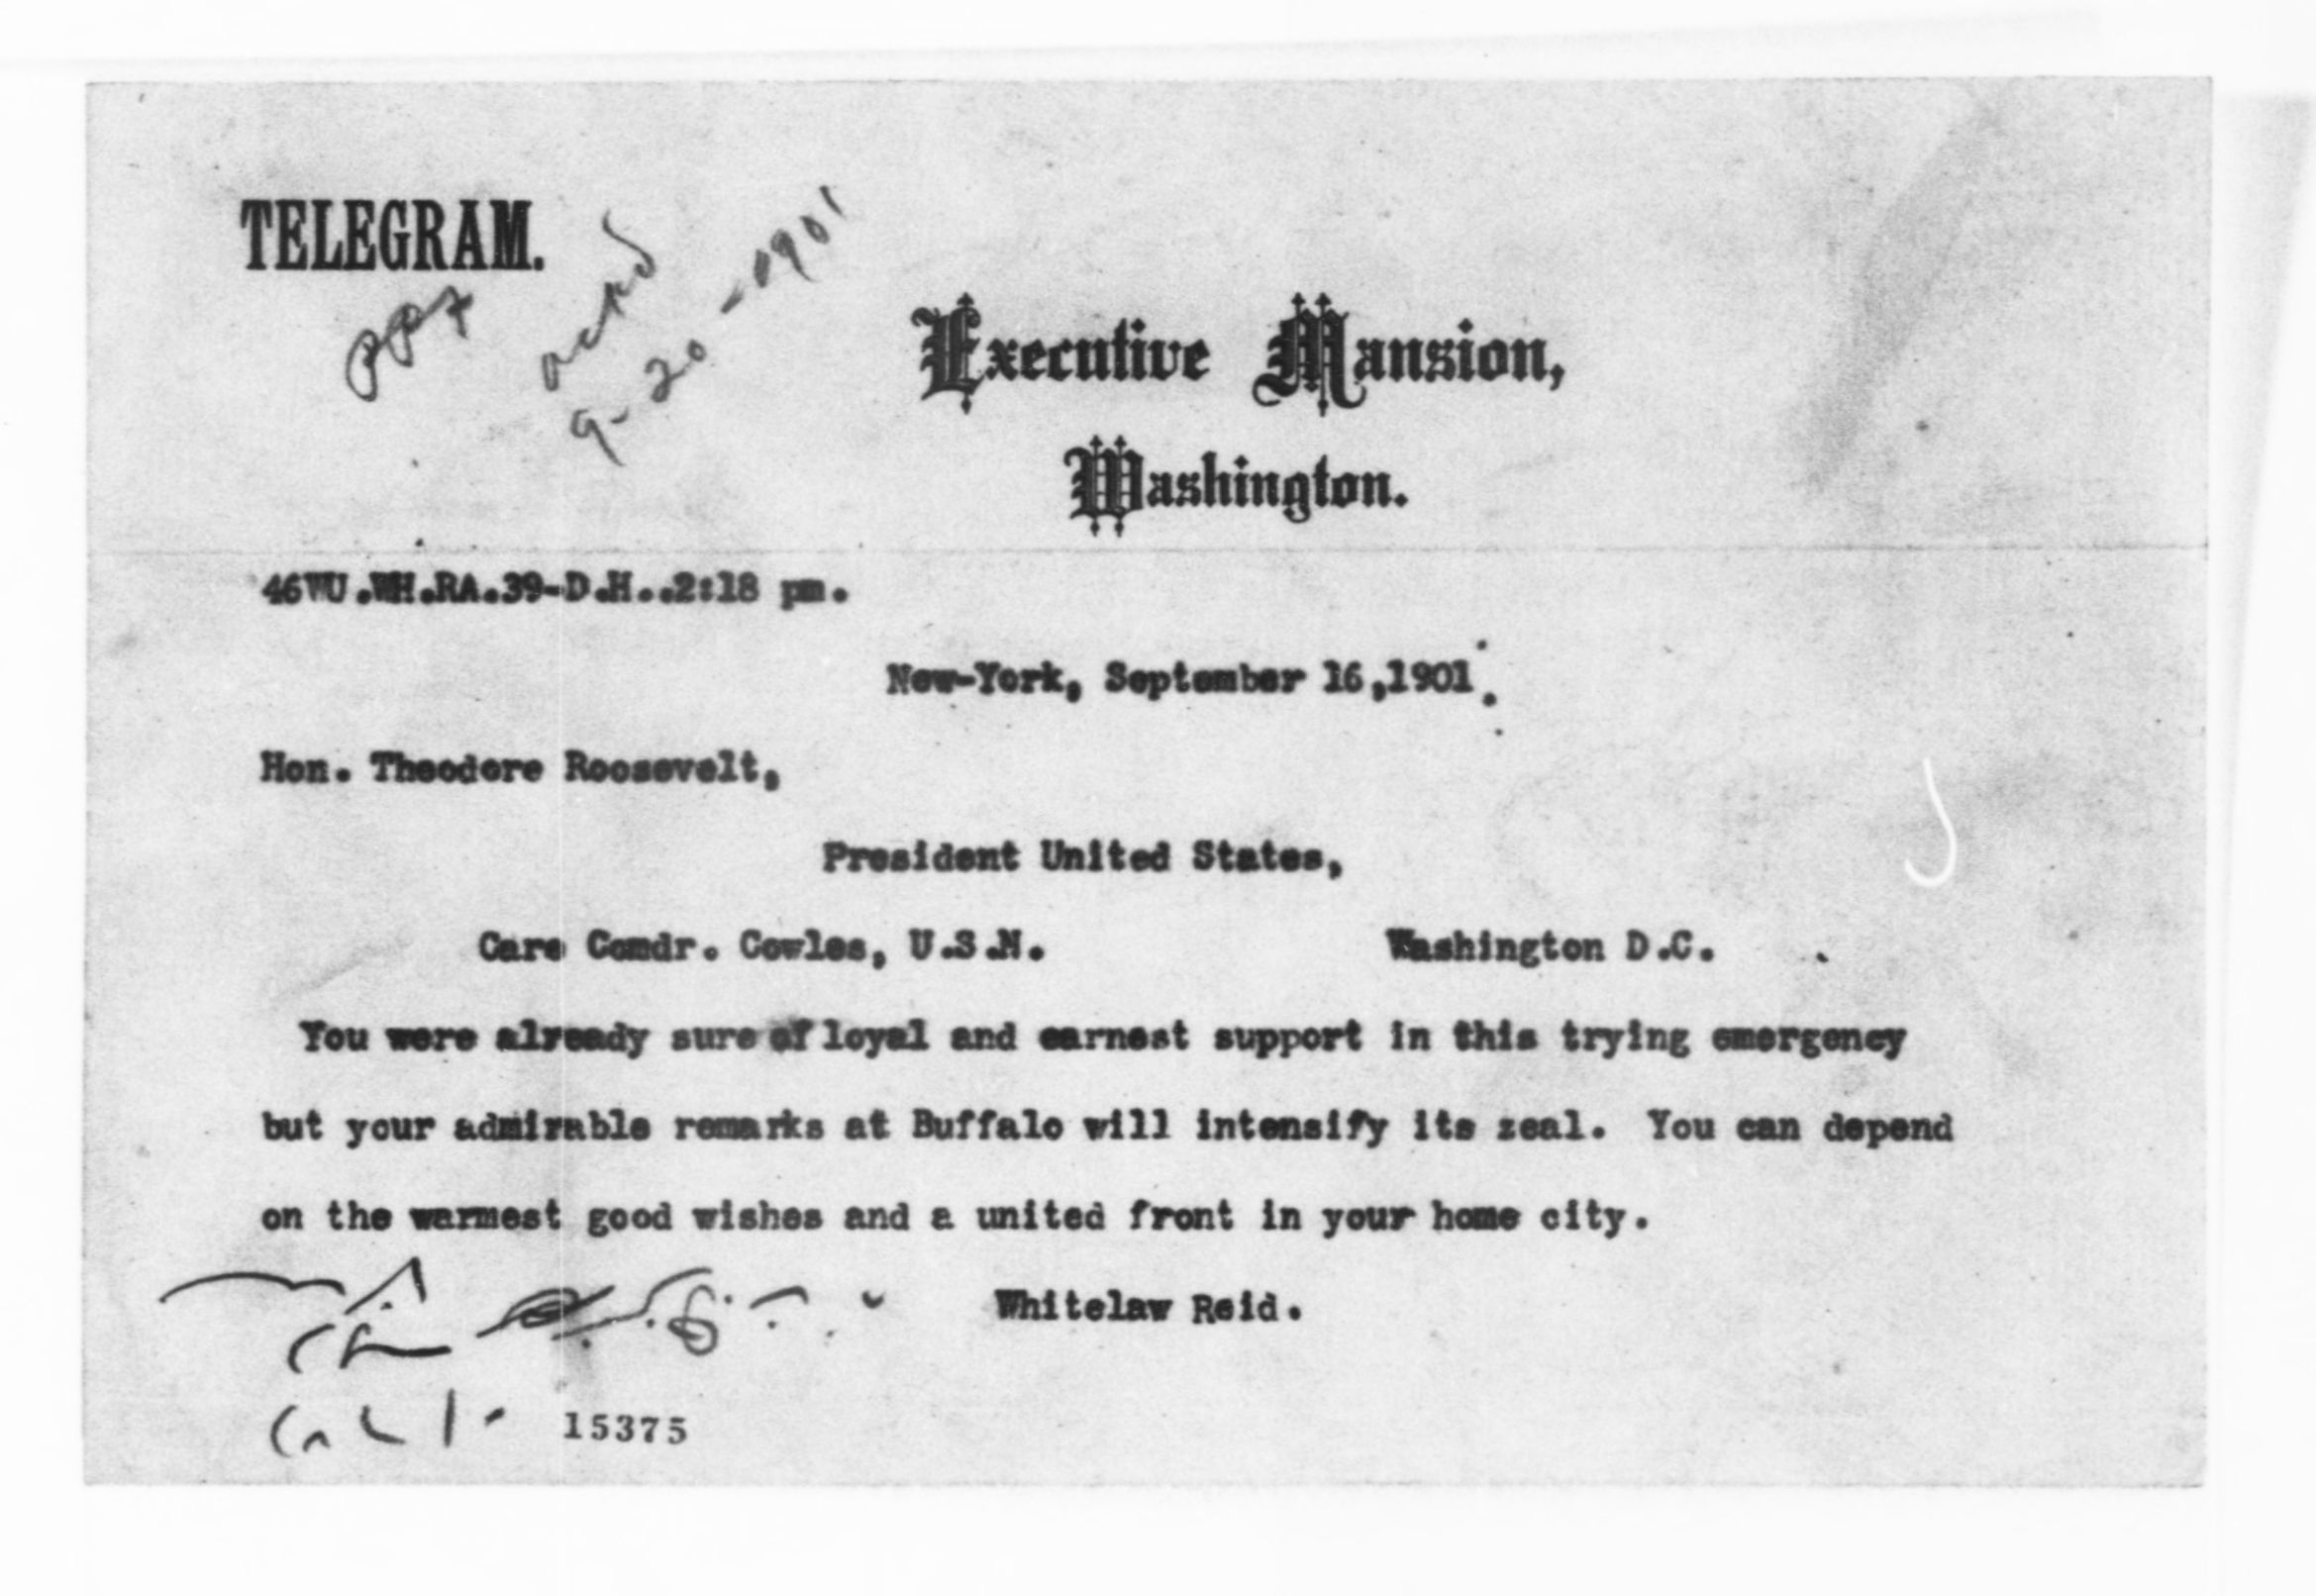 TELEGRAM.
PPF
ackd
9-20-1901
Executive Mansion,
Washington.
46WU.WH.RA.39-D.H..2:18 pm.
New-York, September 16,1901.
Hon. Theodore Roosevelt,
President United States,
Care Comdr. Cowles, U.S.N. Washington D.C.
You were already sure of loyal and earnest support in this trying emergency
but your admirable remarks at Buffalo will intensify its zeal. You can depend
on the warmest good wishes and a united front in your home city.
Whitelaw Reid.
15375